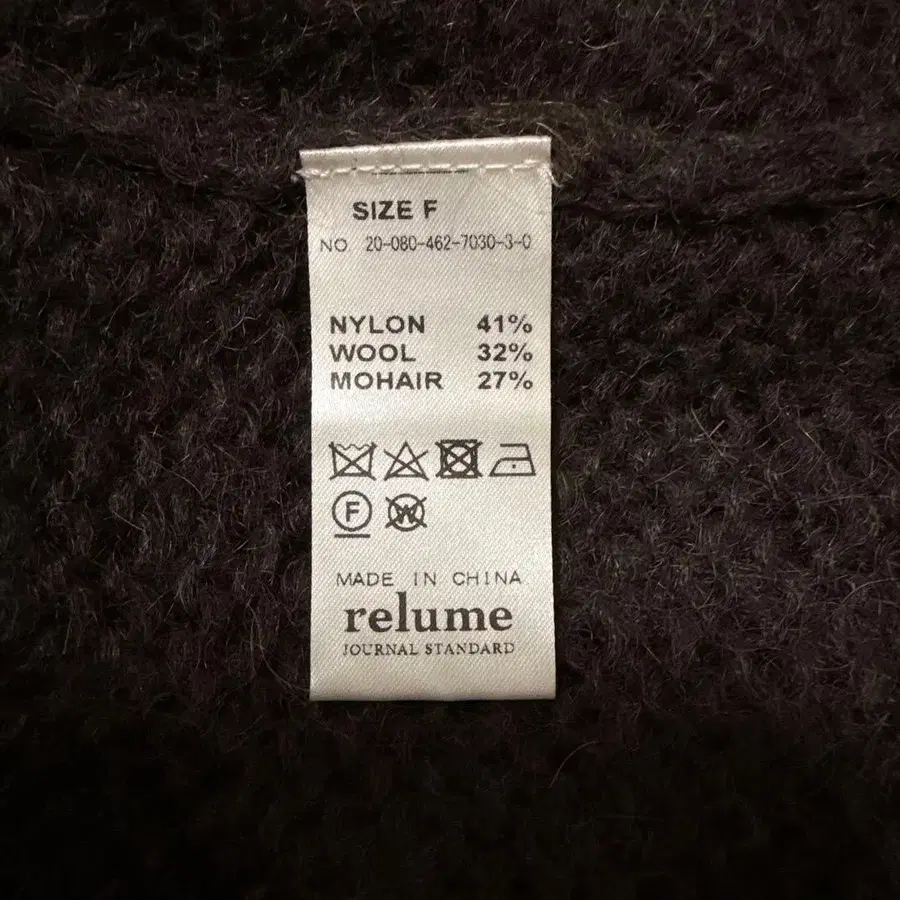 SIZE F
NO 20-080-462-7030-3-0
NYLON 41%
WOOL 32%
MOHAIR 27%
F W
MADE IN CHINA
relume
JOURNAL STANDARD